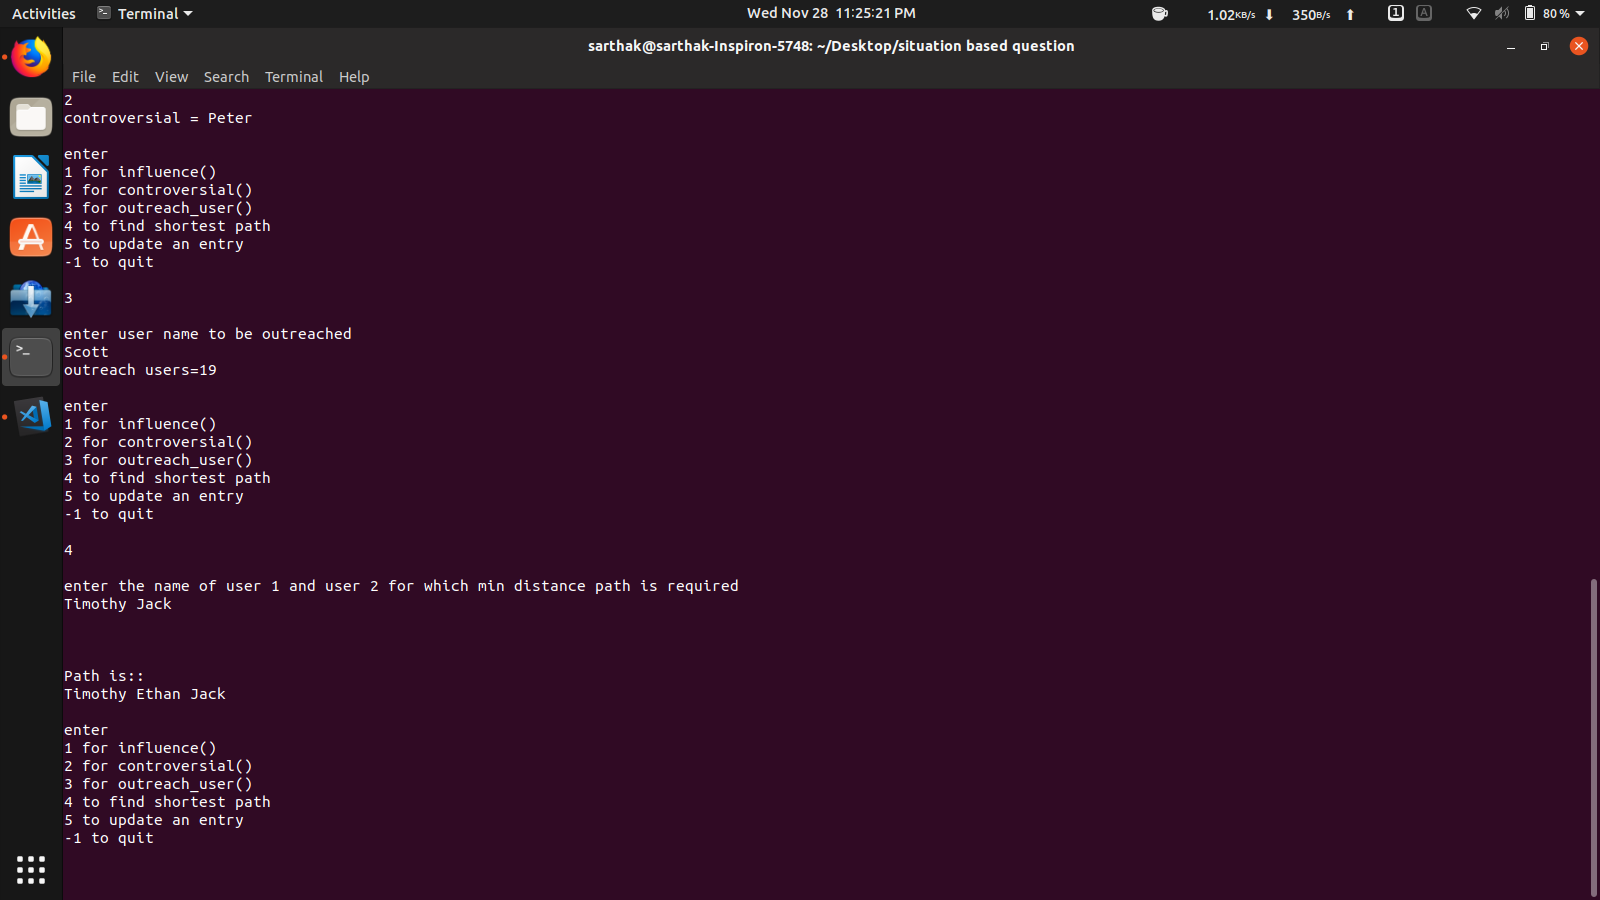 Activities Terminal Wed Nov 28 11:25:21 PM 1.02KB/s 350B/s 1 A 80%
sarthak@sarthak-Inspiron-5748: ~/Desktop/situation based question
File Edit View Search Terminal Help
2
controversial = Peter
enter
1 for influence()
2 for controversial()
3 for outreach_user()
4 to find shortest path
5 to update an entry
-1 to quit
3
enter user name to be outreached
Scott
outreach users=19
enter
1 for influence()
2 for controversial()
3 for outreach_user()
4 to find shortest path
5 to update an entry
-1 to quit
4
enter the name of user 1 and user 2 for which min distance path is required
Timothy Jack
Path is::
Timothy Ethan Jack
enter
1 for influence()
2 for controversial()
3 for outreach_user()
4 to find shortest path
5 to update an entry
-1 to quit